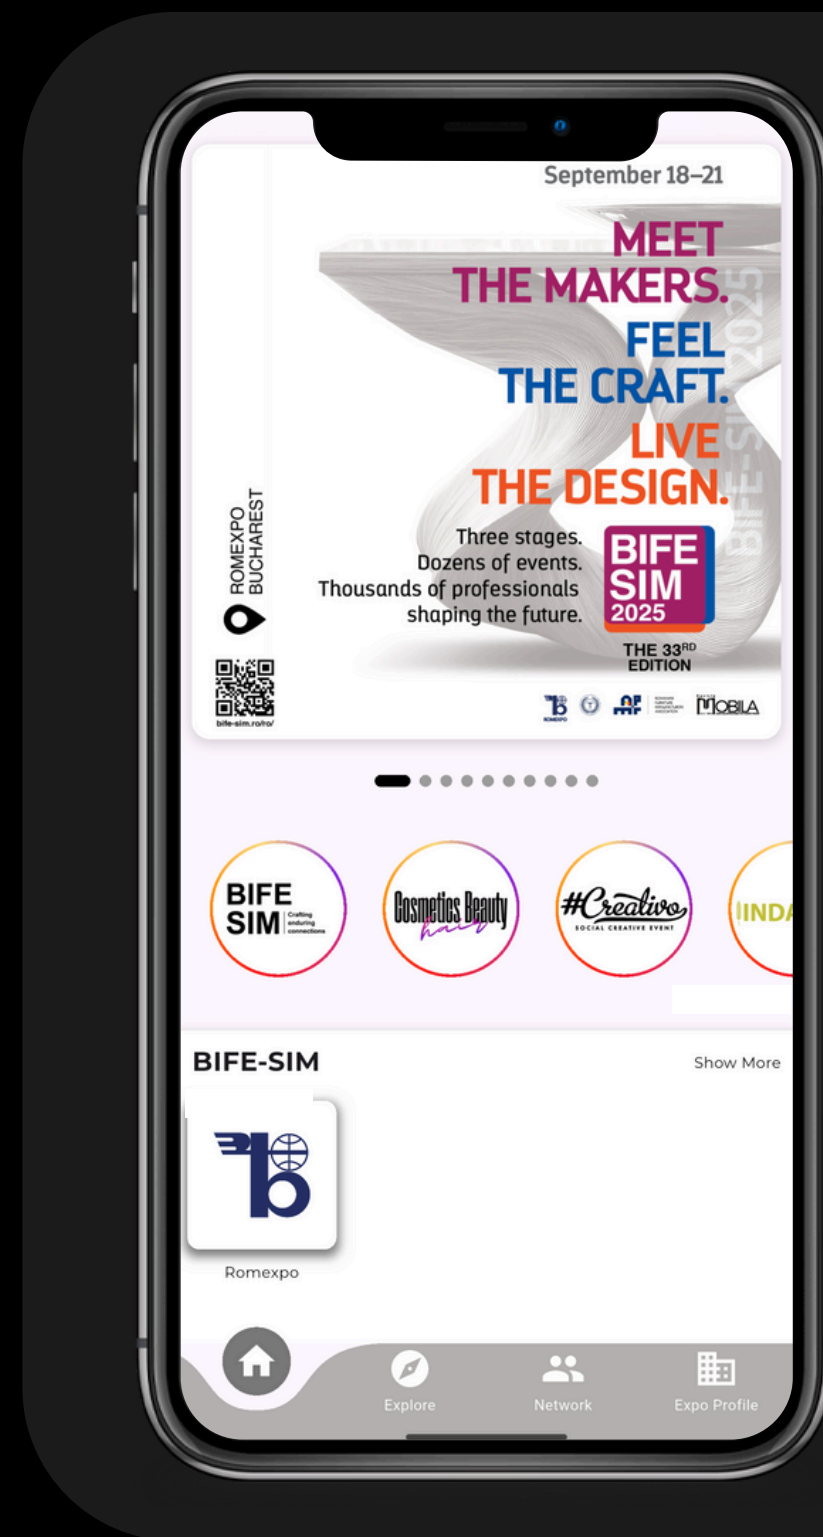 September 18–21
MEET
THE MAKERS.
FEEL
THE CRAFT.
LIVE
THE DESIGN.
BIFE-SIM 2025
ROMEXPO
BUCHAREST
Three stages.
Dozens of events.
Thousands of professionals
shaping the future.
BIFE
SIM
2025
THE 33RD
EDITION
bife-sim.ro/ro/
ROMEXPO
MOBILA
BIFE
SIM
Crafting
enduring
connections
Cosmetics Beauty
hair
#Creativo
SOCIAL CREATIVE EVENT
INDA
BIFE-SIM
Show More
Romexpo
Explore
Network
Expo Profile